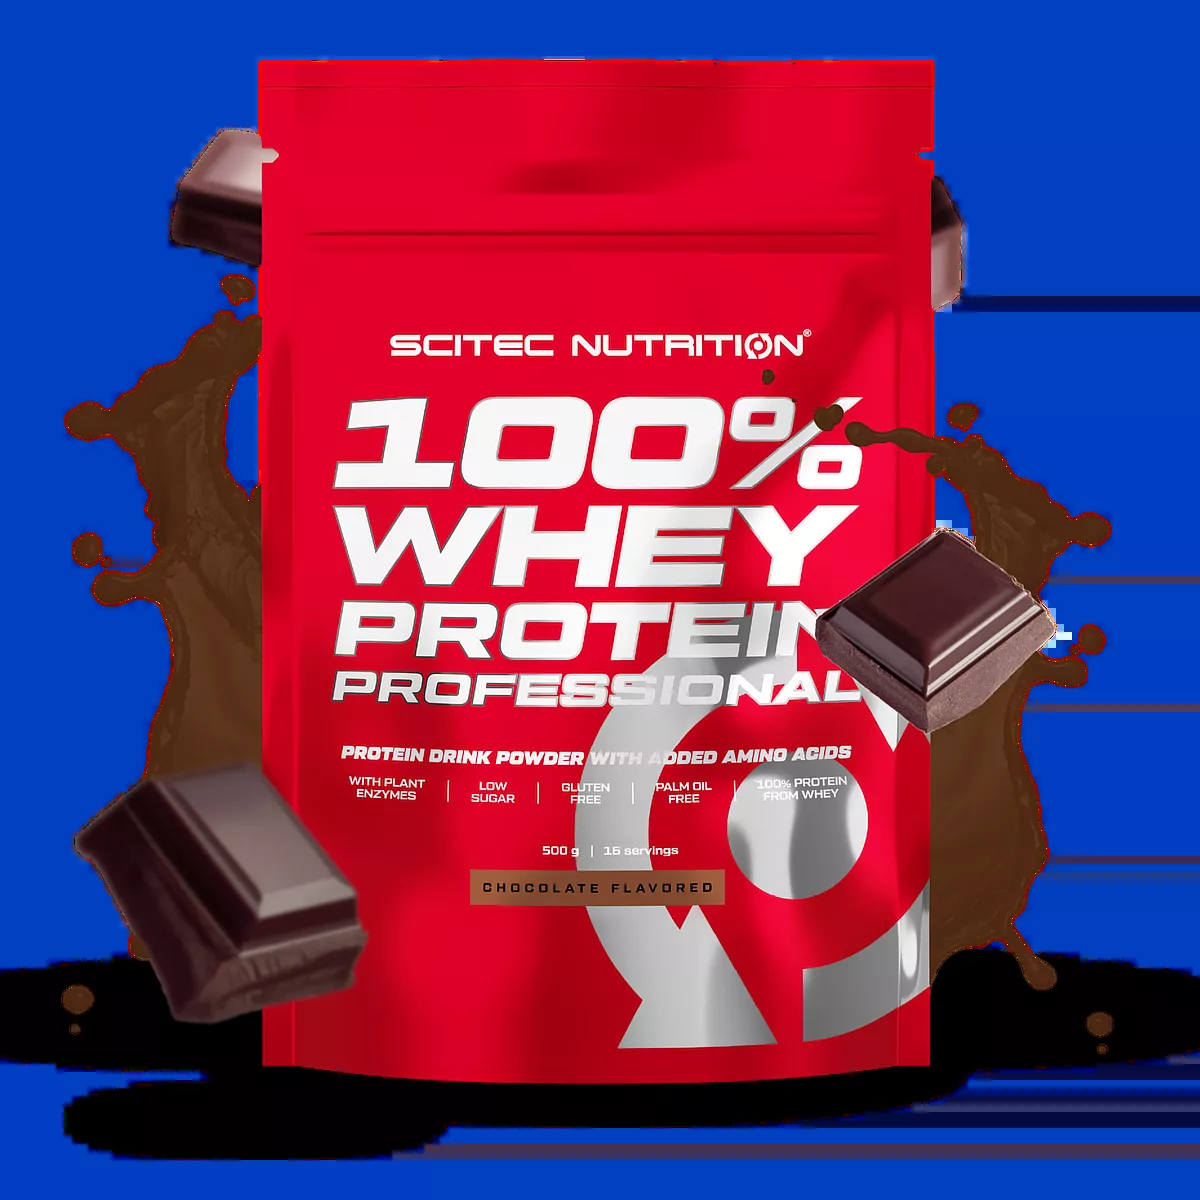 SCITEC NUTRITION®
100%
WHEY
PROTEIN
PROFESSIONAL
PROTEIN DRINK POWDER WITH ADDED AMINO ACIDS
WITH PLANT ENZYMES | LOW SUGAR | GLUTEN FREE | PALM OIL FREE | 100% PROTEIN FROM WHEY
500 g | 16 servings
CHOCOLATE FLAVORED